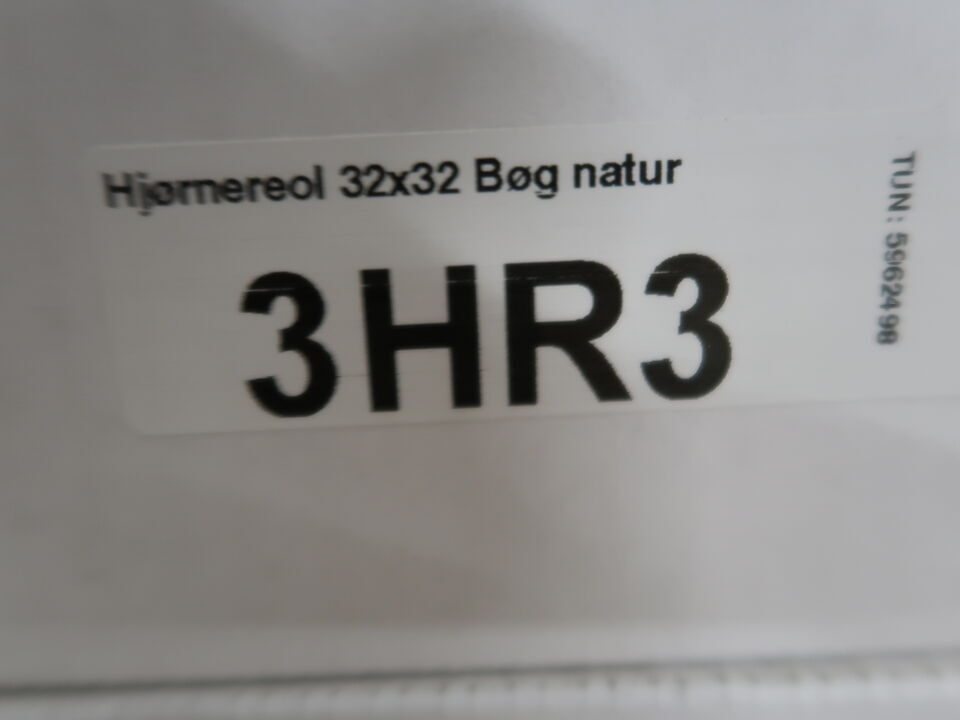 Hjørnereol 32x32 Bøg natur
3HR3
TUN: 5962498